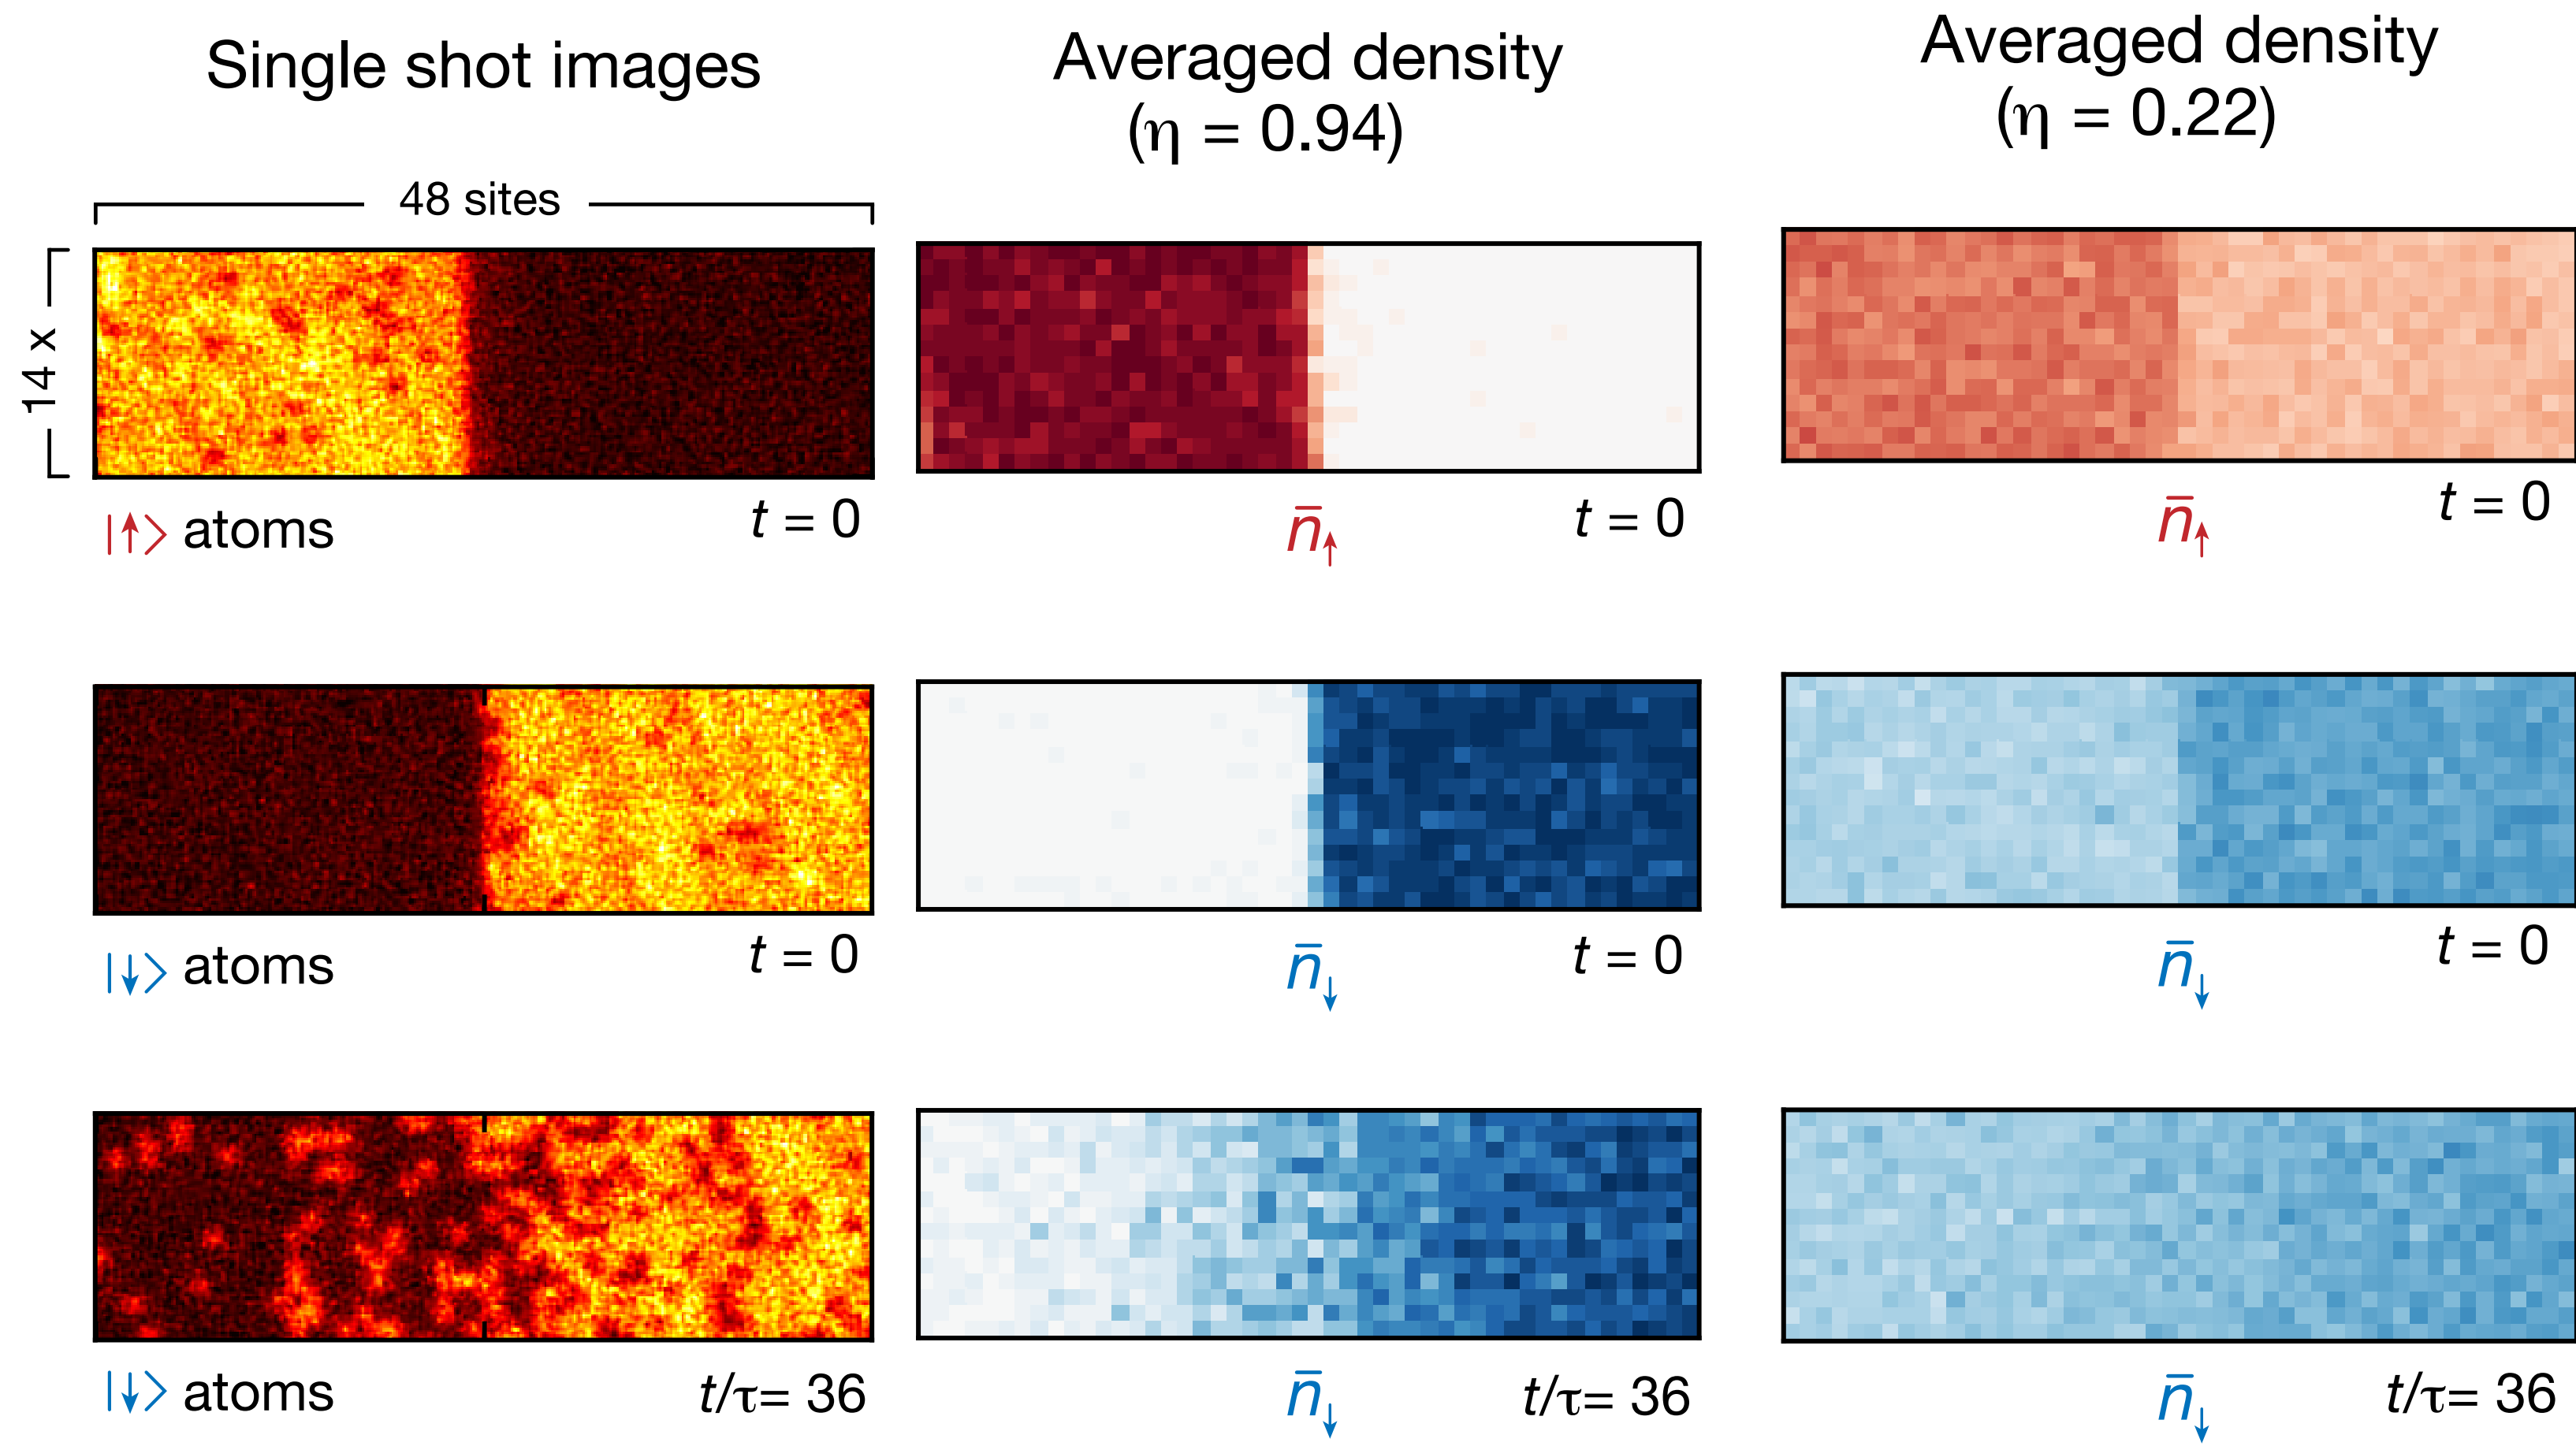 Single shot images
Averaged density
(η = 0.94)
Averaged density
(η = 0.22)
48 sites
14 x
|↑⟩ atoms
t = 0
n̄↑
t = 0
n̄↑
t = 0
|↓⟩ atoms
t = 0
n̄↓
t = 0
n̄↓
t = 0
|↓⟩ atoms
t/τ= 36
n̄↓
t/τ= 36
n̄↓
t/τ= 36